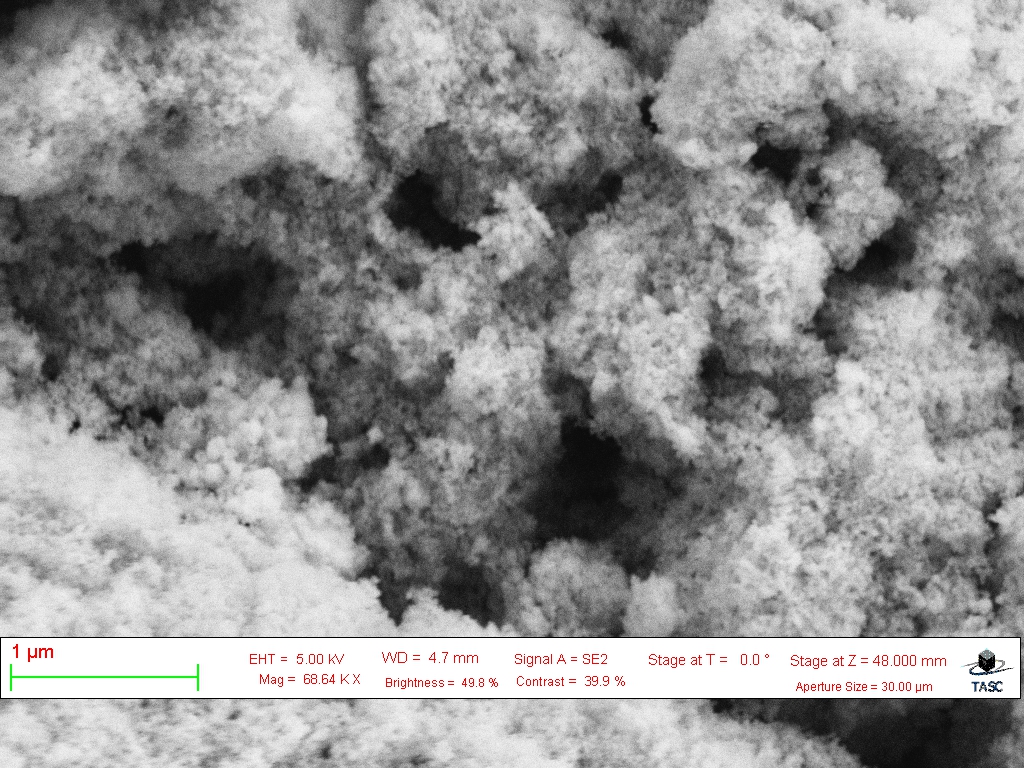 1 µm
EHT = 5.00 kV WD = 4.7 mm Signal A = SE2 Stage at T = 0.0 ° Stage at Z = 48.000 mm
Mag = 68.64 K X Brightness = 49.8 % Contrast = 39.9 % Aperture Size = 30.00 µm
TASC